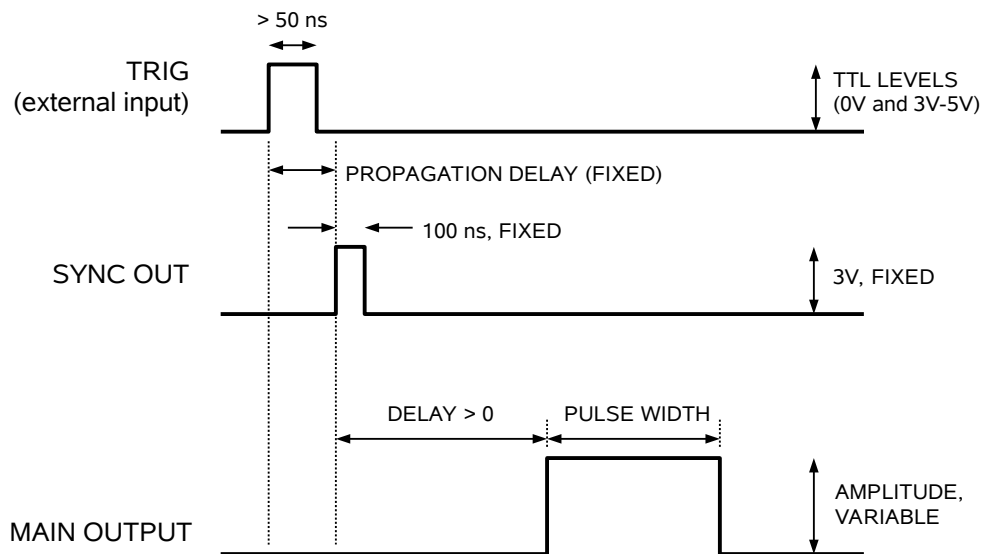 > 50 ns
TRIG
(external input)
TTL LEVELS
(0V and 3V-5V)
PROPAGATION DELAY (FIXED)
100 ns, FIXED
SYNC OUT
3V, FIXED
DELAY > 0
PULSE WIDTH
AMPLITUDE,
VARIABLE
MAIN OUTPUT